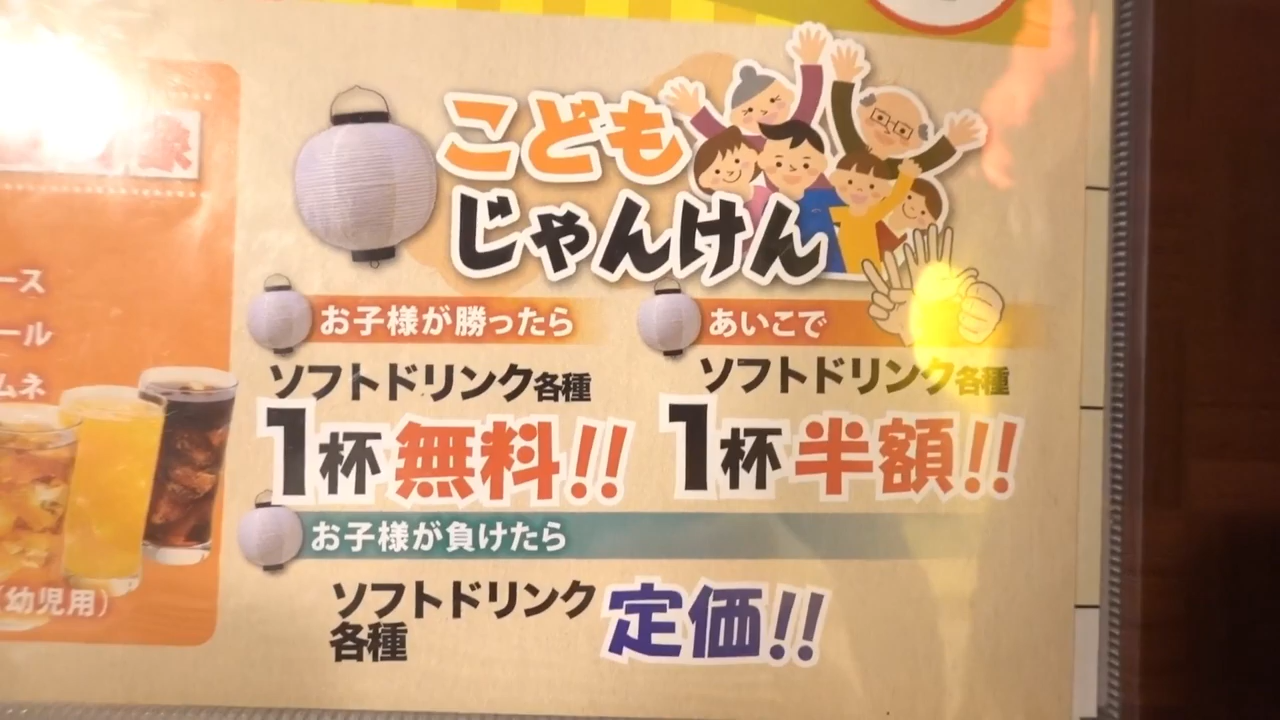 こども
じゃんけん
お子様が勝ったら
ソフトドリンク各種
1杯無料!!
あいこで
ソフトドリンク各種
1杯半額!!
お子様が負けたら
ソフトドリンク
各種
定価!!
ース
ール
ムネ
(幼児用)